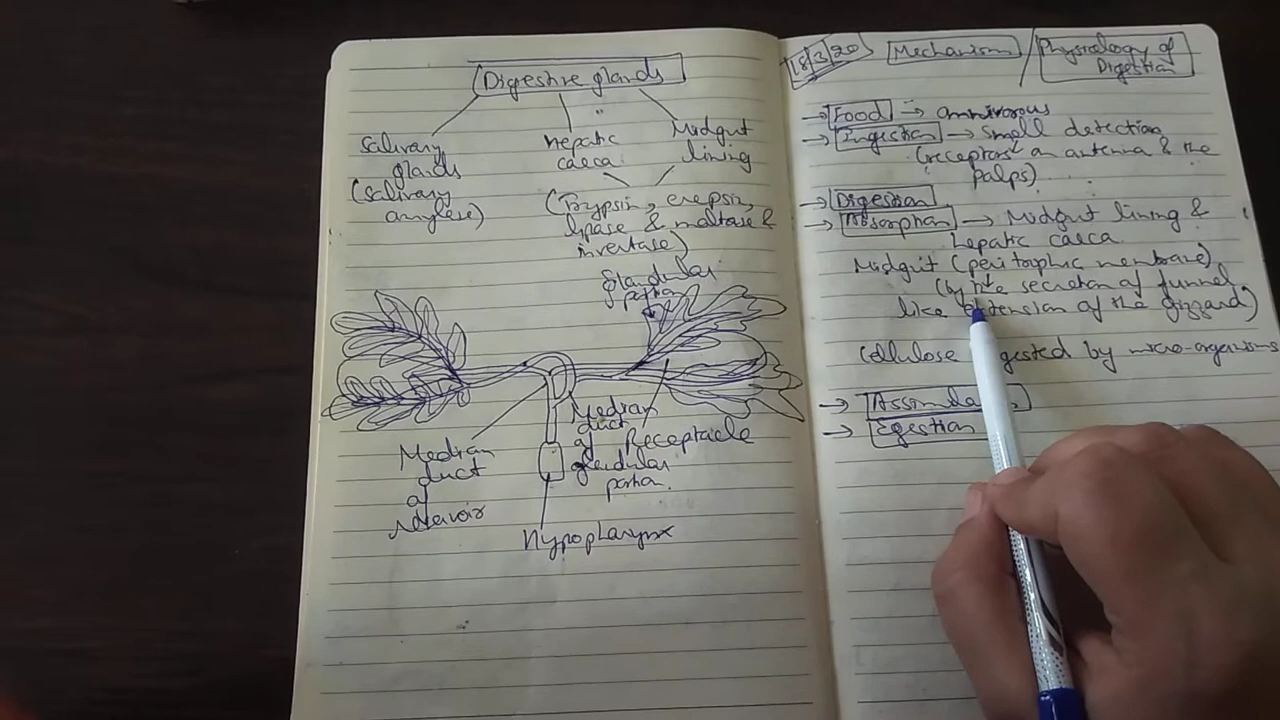 Digestive glands
Salivary
glands
(salivary
amylase)
Hepatic
caeca
Midgut
lining
(Trypsin, erepsin,
lipase & maltase &
invertase)
glandular
portion
Median
duct
of
reservoir
Median
duct
of
glandular
portion.
Receptacle
Hypopharynx
18/3/20
Mechanism / Physiology of
Digestion
→ Food → omnivorous
→ Ingestion → Smell detection
(receptors on antenna & the
palps)
→ Digestion
→ Absorption → Midgut lining &
hepatic caeca
Midgut (peritrophic membrane)
(by the secretion of funnel
like extension of the gizzard)
Cellulose gested by micro-organisms
→ Assimila
→ Egestion